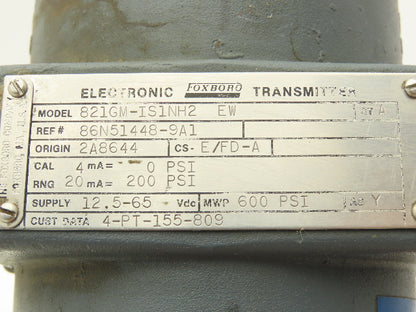 ELECTRONIC FOXBORO TRANSMITTER
MODEL 821GM-IS1NH2 EW ST A
REF # 86N51448-9A1
ORIGIN 2A8644 CS- E/FD-A
CAL 4 mA= 0 PSI
RNG 20 mA= 200 PSI
SUPPLY 12.5-65 Vdc MWP 600 PSI Y
CUST DATA 4-PT-155-809